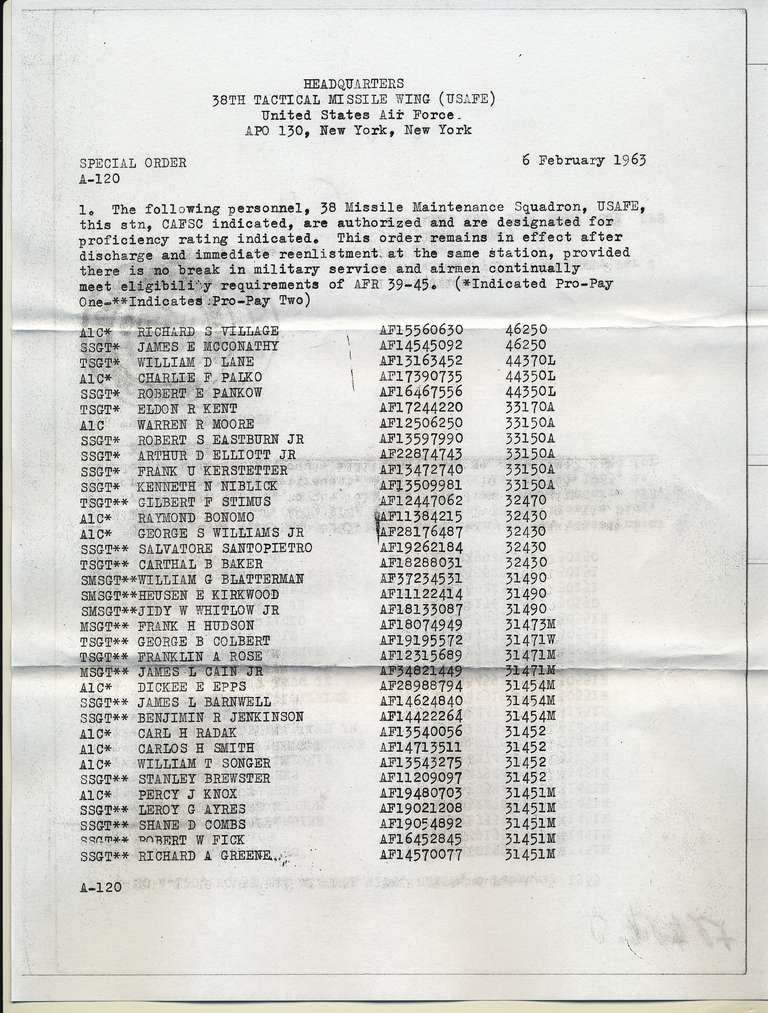 HEADQUARTERS
38TH TACTICAL MISSILE WING (USAFE)
United States Air Force.
APO 130, New York, New York
SPECIAL ORDER 6 February 1963
A-120
1. The following personnel, 38 Missile Maintenance Squadron, USAFE,
this stn, CAFSC indicated, are authorized and are designated for
proficiency rating indicated. This order remains in effect after
discharge and immediate reenlistment at the same station, provided
there is no break in military service and airmen continually
meet eligibility requirements of AFR 39-45. (*Indicated Pro-Pay
One-**Indicates Pro-Pay Two)
A1C* RICHARD S VILLAGE AF15560630 46250
SSGT* JAMES E MCCONATHY AF14545092 46250
TSGT* WILLIAM D LANE AF13163452 44370L
A1C* CHARLIE F PALKO AF17390735 44350L
SSGT* ROBERT E PANKOW AF16467556 44350L
TSGT* ELDON R KENT AF17244220 33170A
A1C WARREN R MOORE AF12506250 33150A
SSGT* ROBERT S EASTBURN JR AF13597990 33150A
SSGT* ARTHUR D ELLIOTT JR AF22874743 33150A
SSGT* FRANK U KERSTETTER AF13472740 33150A
SSGT* KENNETH N NIBLICK AF13509981 33150A
TSGT** GILBERT F STIMUS AF12447062 32470
A1C* RAYMOND BONOMO AF11384215 32430
A1C* GEORGE S WILLIAMS JR AF28176487 32430
SSGT** SALVATORE SANTOPIETRO AF19262184 32430
TSGT** CARTHAL B BAKER AF18288031 32430
SMSGT**WILLIAM G BLATTERMAN AF37234531 31490
SMSGT**HEUSEN E KIRKWOOD AF11122414 31490
SMSGT**JIDY W WHITLOW JR AF18133087 31490
MSGT** FRANK H HUDSON AF18074949 31473M
TSGT** GEORGE B COLBERT AF19195572 31471W
TSGT** FRANKLIN A ROSE AF12315689 31471M
MSGT** JAMES L CAIN JR AF34821449 31471M
A1C* DICKEE E EPPS AF28988794 31454M
SSGT** JAMES L BARNWELL AF14624840 31454M
SSGT** BENJIMIN R JENKINSON AF14422264 31454M
A1C* CARL H RADAK AF13540056 31452
A1C* CARLOS H SMITH AF14713511 31452
A1C* WILLIAM T SONGER AF13543275 31452
SSGT** STANLEY BREWSTER AF11209097 31452
A1C* PERCY J KNOX AF19480703 31451M
SSGT** LEROY G AYRES AF19021208 31451M
SSGT** SHANE D COMBS AF19054892 31451M
SSGT** ROBERT W FICK AF16452845 31451M
SSGT** RICHARD A GREENE AF14570077 31451M
A-120